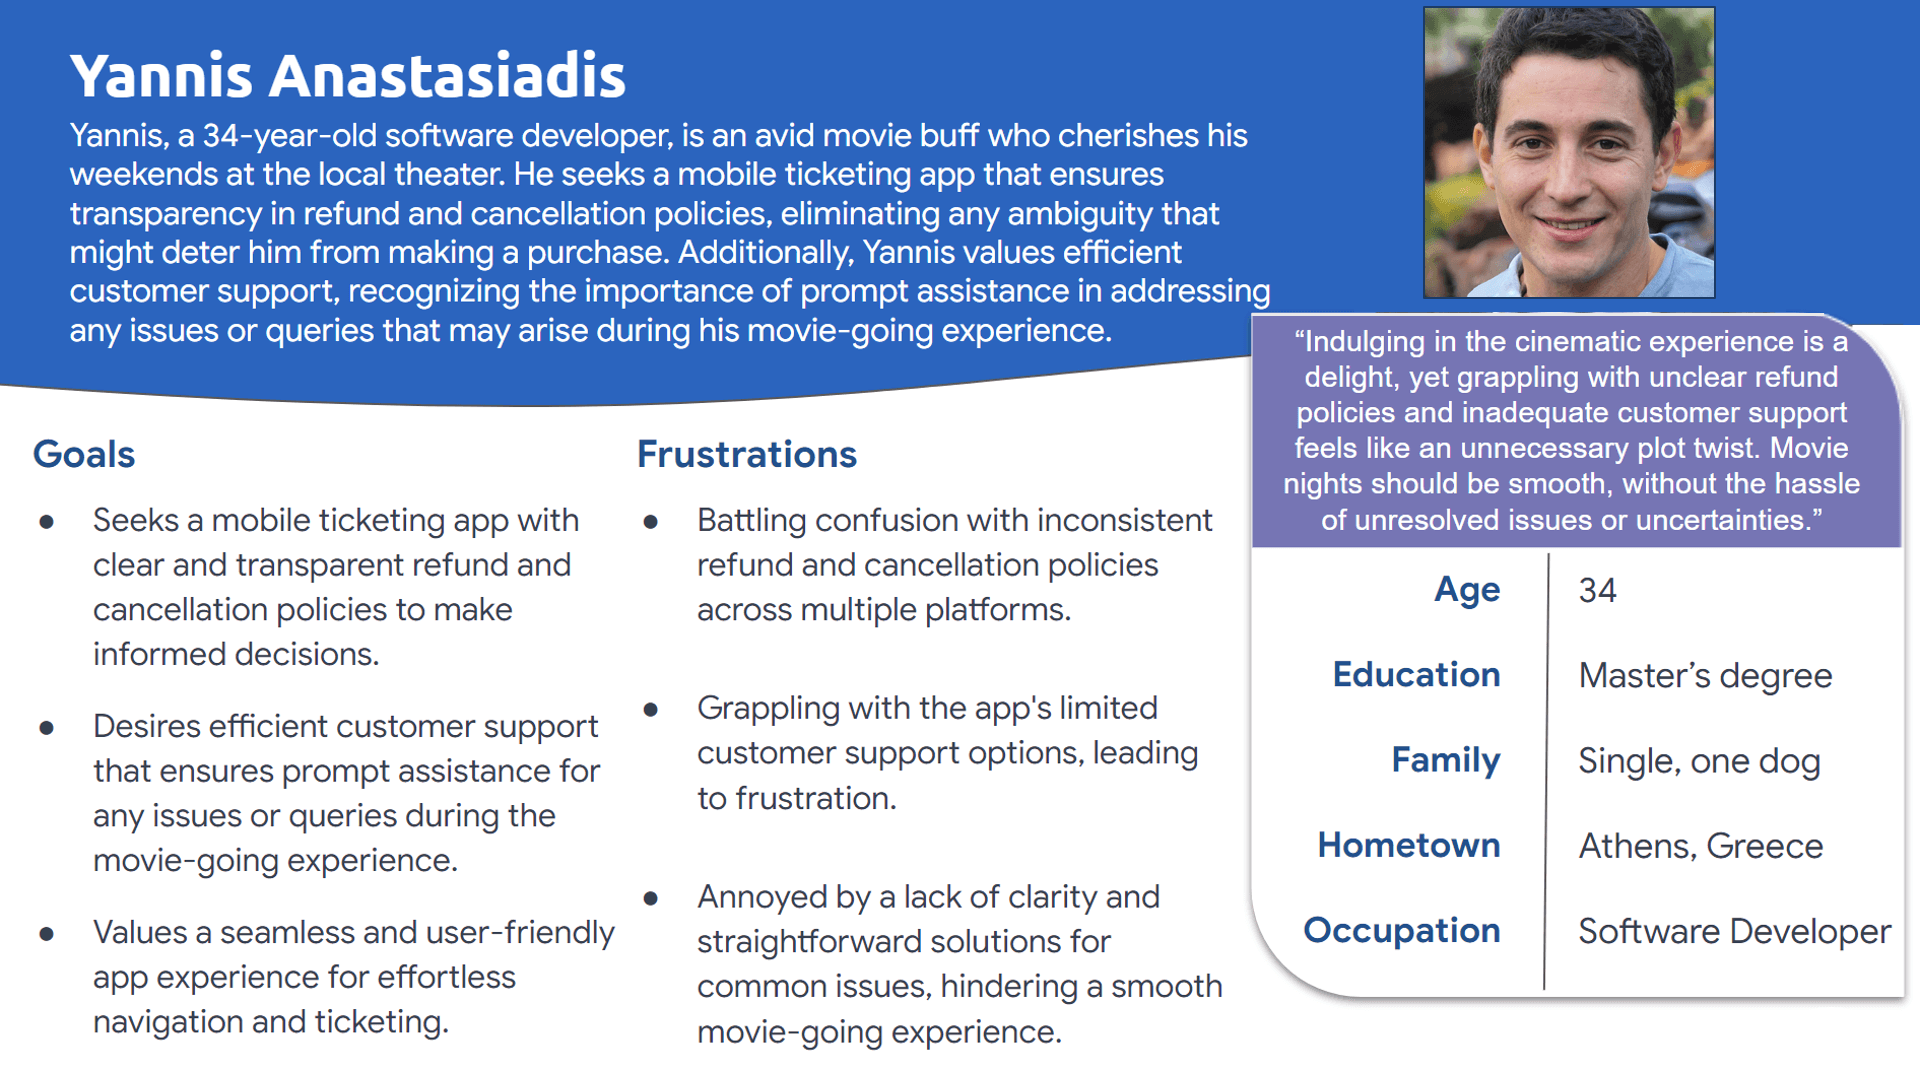 Yannis Anastasiadis
Yannis, a 34-year-old software developer, is an avid movie buff who cherishes his
weekends at the local theater. He seeks a mobile ticketing app that ensures
transparency in refund and cancellation policies, eliminating any ambiguity that
might deter him from making a purchase. Additionally, Yannis values efficient
customer support, recognizing the importance of prompt assistance in addressing
any issues or queries that may arise during his movie-going experience.
Goals
● Seeks a mobile ticketing app with
clear and transparent refund and
cancellation policies to make
informed decisions.
● Desires efficient customer support
that ensures prompt assistance for
any issues or queries during the
movie-going experience.
● Values a seamless and user-friendly
app experience for effortless
navigation and ticketing.
Frustrations
● Battling confusion with inconsistent
refund and cancellation policies
across multiple platforms.
● Grappling with the app's limited
customer support options, leading
to frustration.
● Annoyed by a lack of clarity and
straightforward solutions for
common issues, hindering a smooth
movie-going experience.
“Indulging in the cinematic experience is a
delight, yet grappling with unclear refund
policies and inadequate customer support
feels like an unnecessary plot twist. Movie
nights should be smooth, without the hassle
of unresolved issues or uncertainties.”
Age 34
Education Master’s degree
Family Single, one dog
Hometown Athens, Greece
Occupation Software Developer